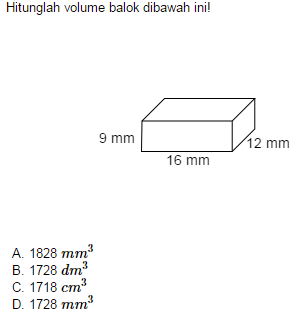 Hitunglah volume balok dibawah ini!
9 mm
12 mm
16 mm
A. 1828 mm³
B. 1728 dm³
C. 1718 cm³
D. 1728 mm³